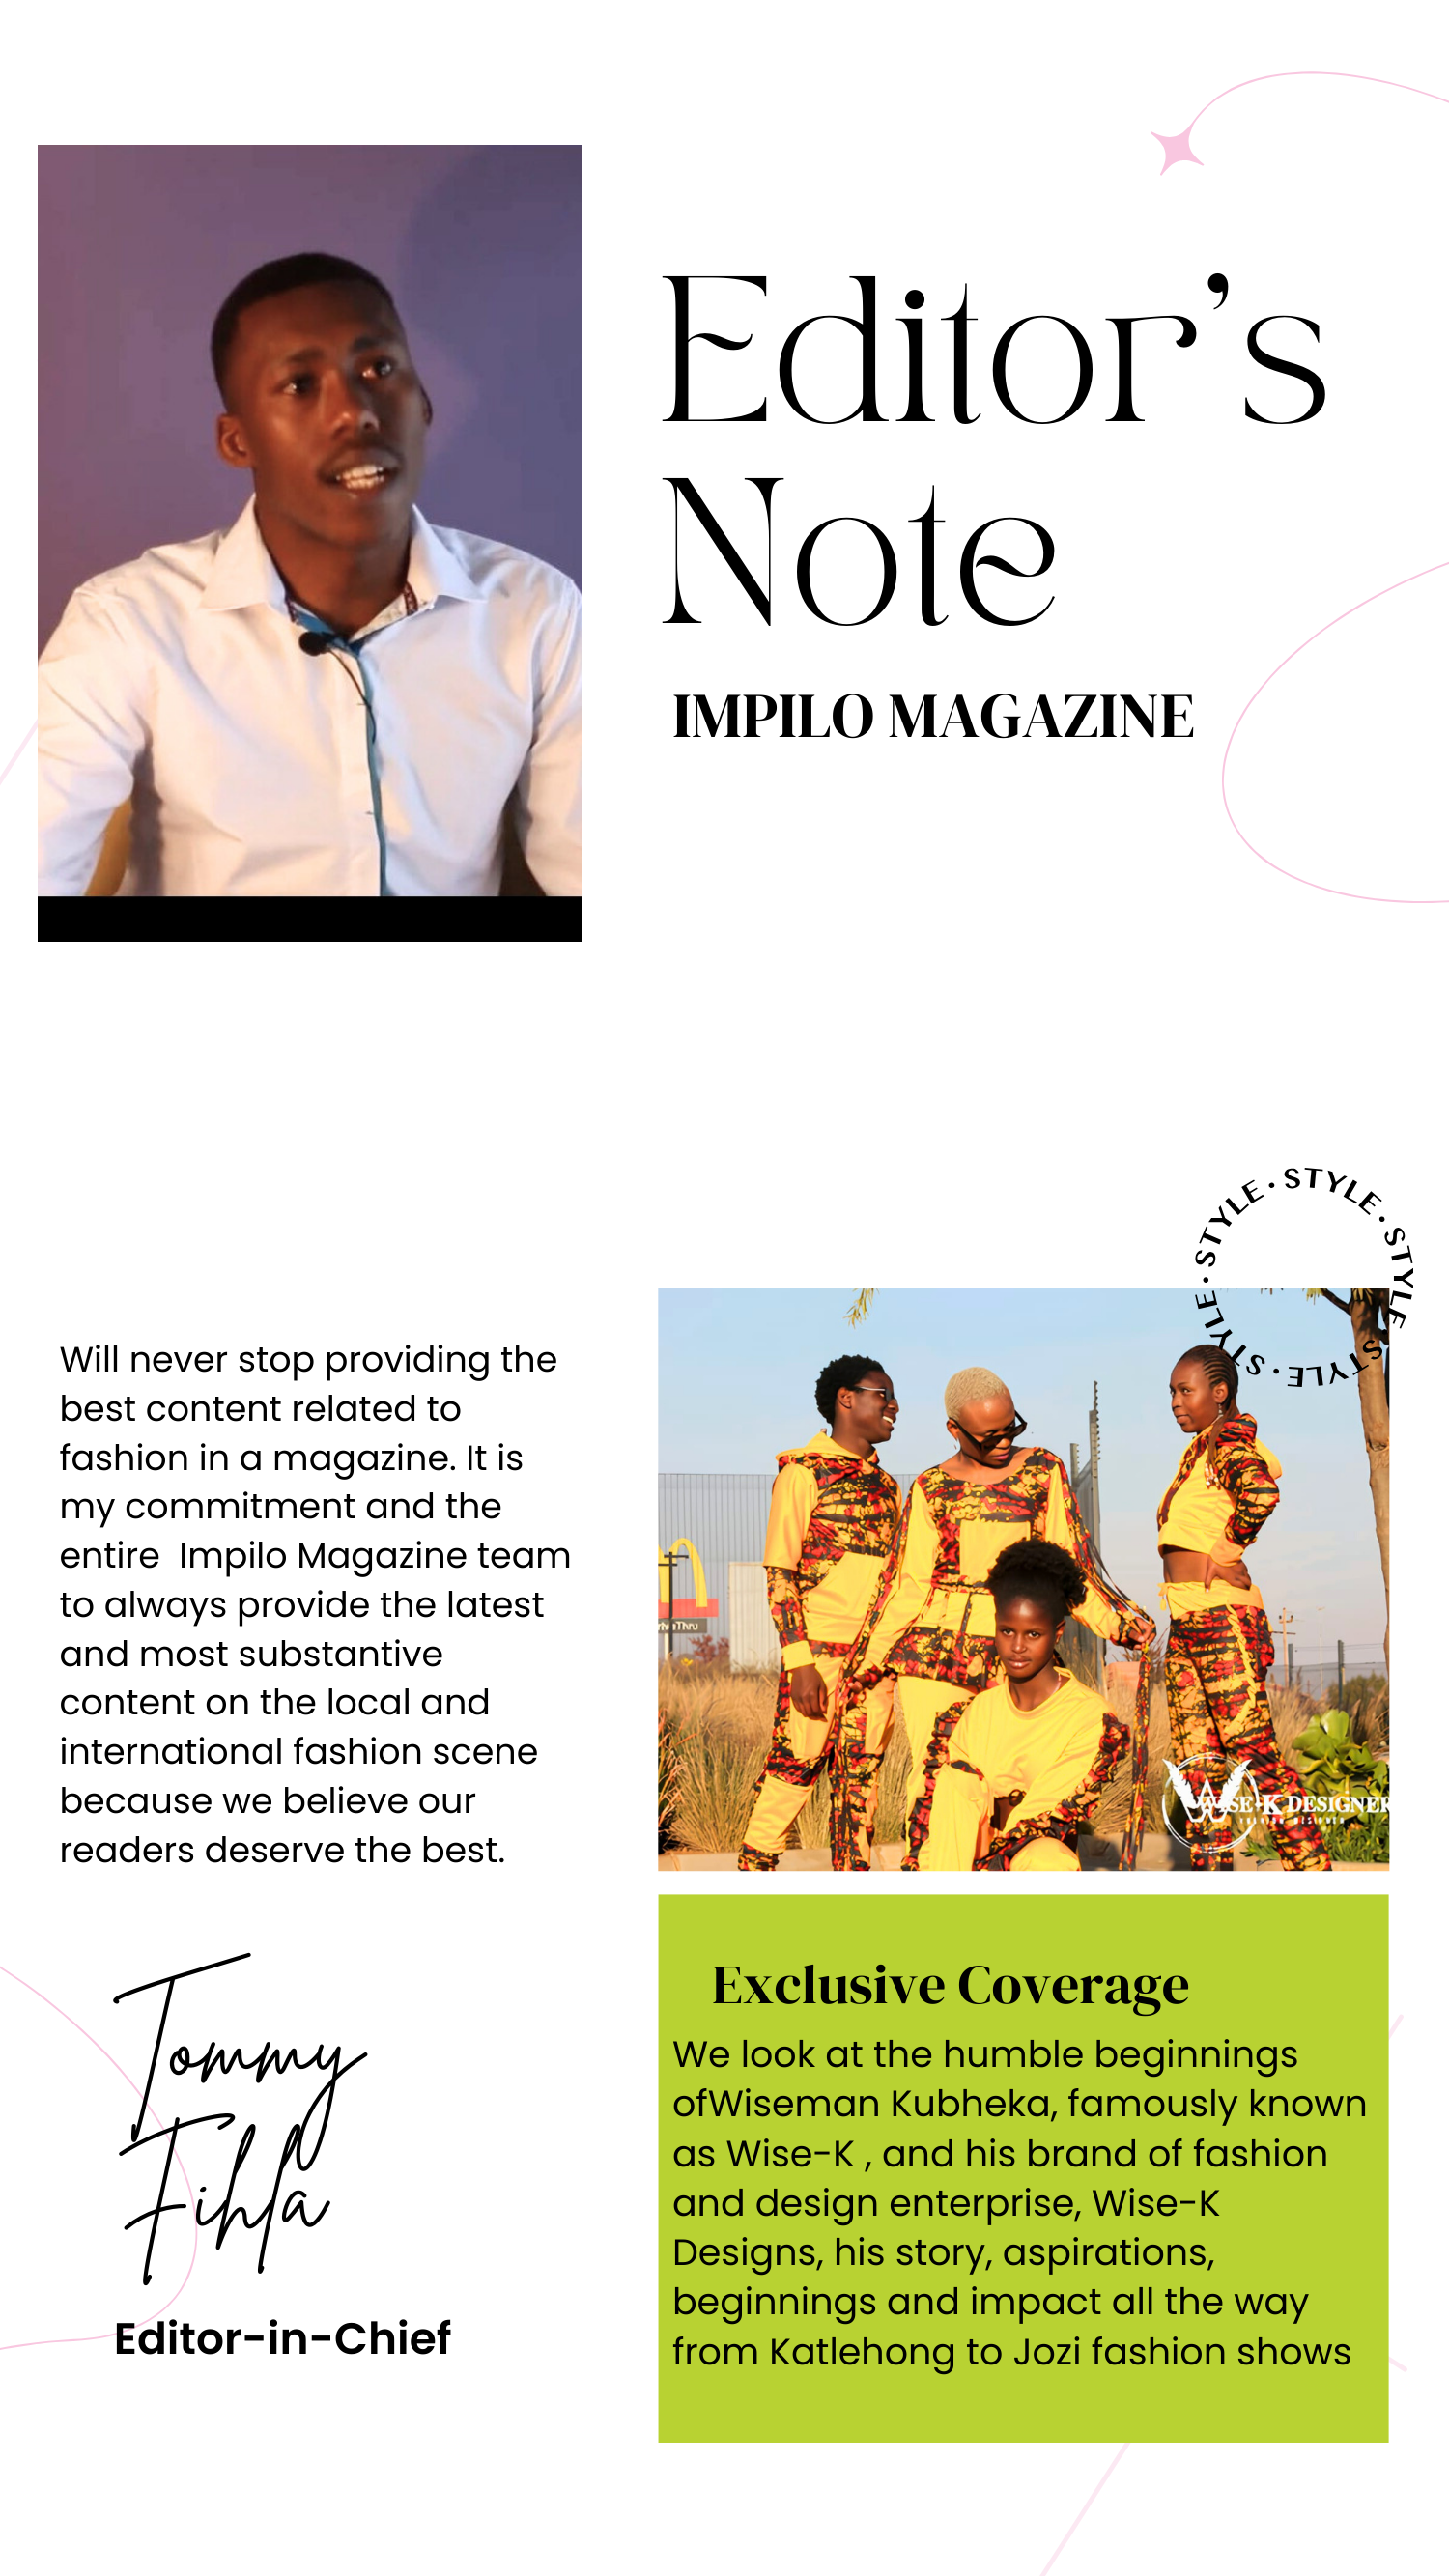 Editor's
Note
IMPILO MAGAZINE
STYLE · STYLE · STYLE · STYLE · STYLE ·
Will never stop providing the
best content related to
fashion in a magazine. It is
my commitment and the
entire  Impilo Magazine team
to always provide the latest
and most substantive
content on the local and
international fashion scene
because we believe our
readers deserve the best.
Tommy
Fihla
Editor-in-Chief
Thru
WISE-K DESIGNER
FASHION DESIGNER
Exclusive Coverage
We look at the humble beginnings
ofWiseman Kubheka, famously known
as Wise-K , and his brand of fashion
and design enterprise, Wise-K
Designs, his story, aspirations,
beginnings and impact all the way
from Katlehong to Jozi fashion shows